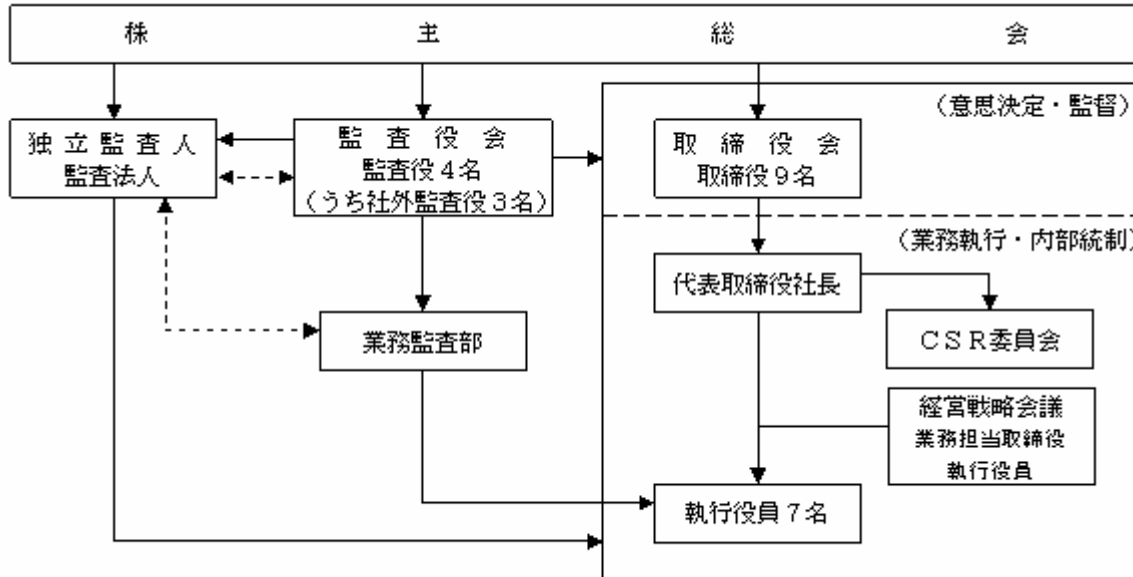 株主総会
(意思決定・監督)
独立監査人
監査法人
監査役会
監査役4名
(うち社外監査役3名)
取締役会
取締役9名
(業務執行・内部統制)
代表取締役社長
CSR委員会
業務監査部
経営戦略会議
業務担当取締役
執行役員
執行役員7名